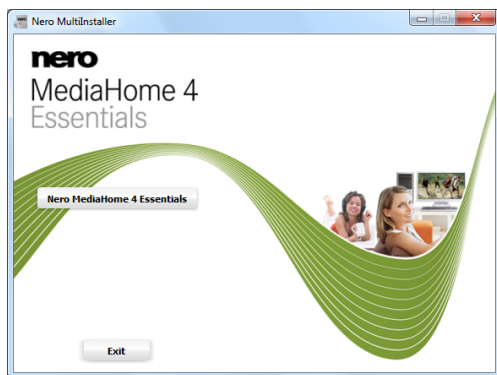 Nero MultiInstaller
nero
MediaHome 4
Essentials
Nero MediaHome 4 Essentials
Exit